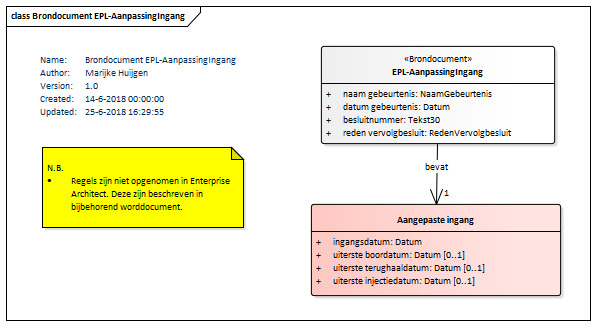 class Brondocument EPL-AanpassingIngang
Name: Brondocument EPL-AanpassingIngang
Author: Marijke Huijgen
Version: 1.0
Created: 14-6-2018 00:00:00
Updated: 25-6-2018 16:29:55
N.B.
• Regels zijn niet opgenomen in Enterprise
Architect. Deze zijn beschreven in
bijbehorend worddocument.
«Brondocument»
EPL-AanpassingIngang
+ naam gebeurtenis: NaamGebeurtenis
+ datum gebeurtenis: Datum
+ besluitnummer: Tekst30
+ reden vervolgbesluit: RedenVervolgbesluit
bevat
1
Aangepaste ingang
+ ingangsdatum: Datum
+ uiterste boordatum: Datum [0..1]
+ uiterste terughaaldatum: Datum [0..1]
+ uiterste injectiedatum: Datum [0..1]